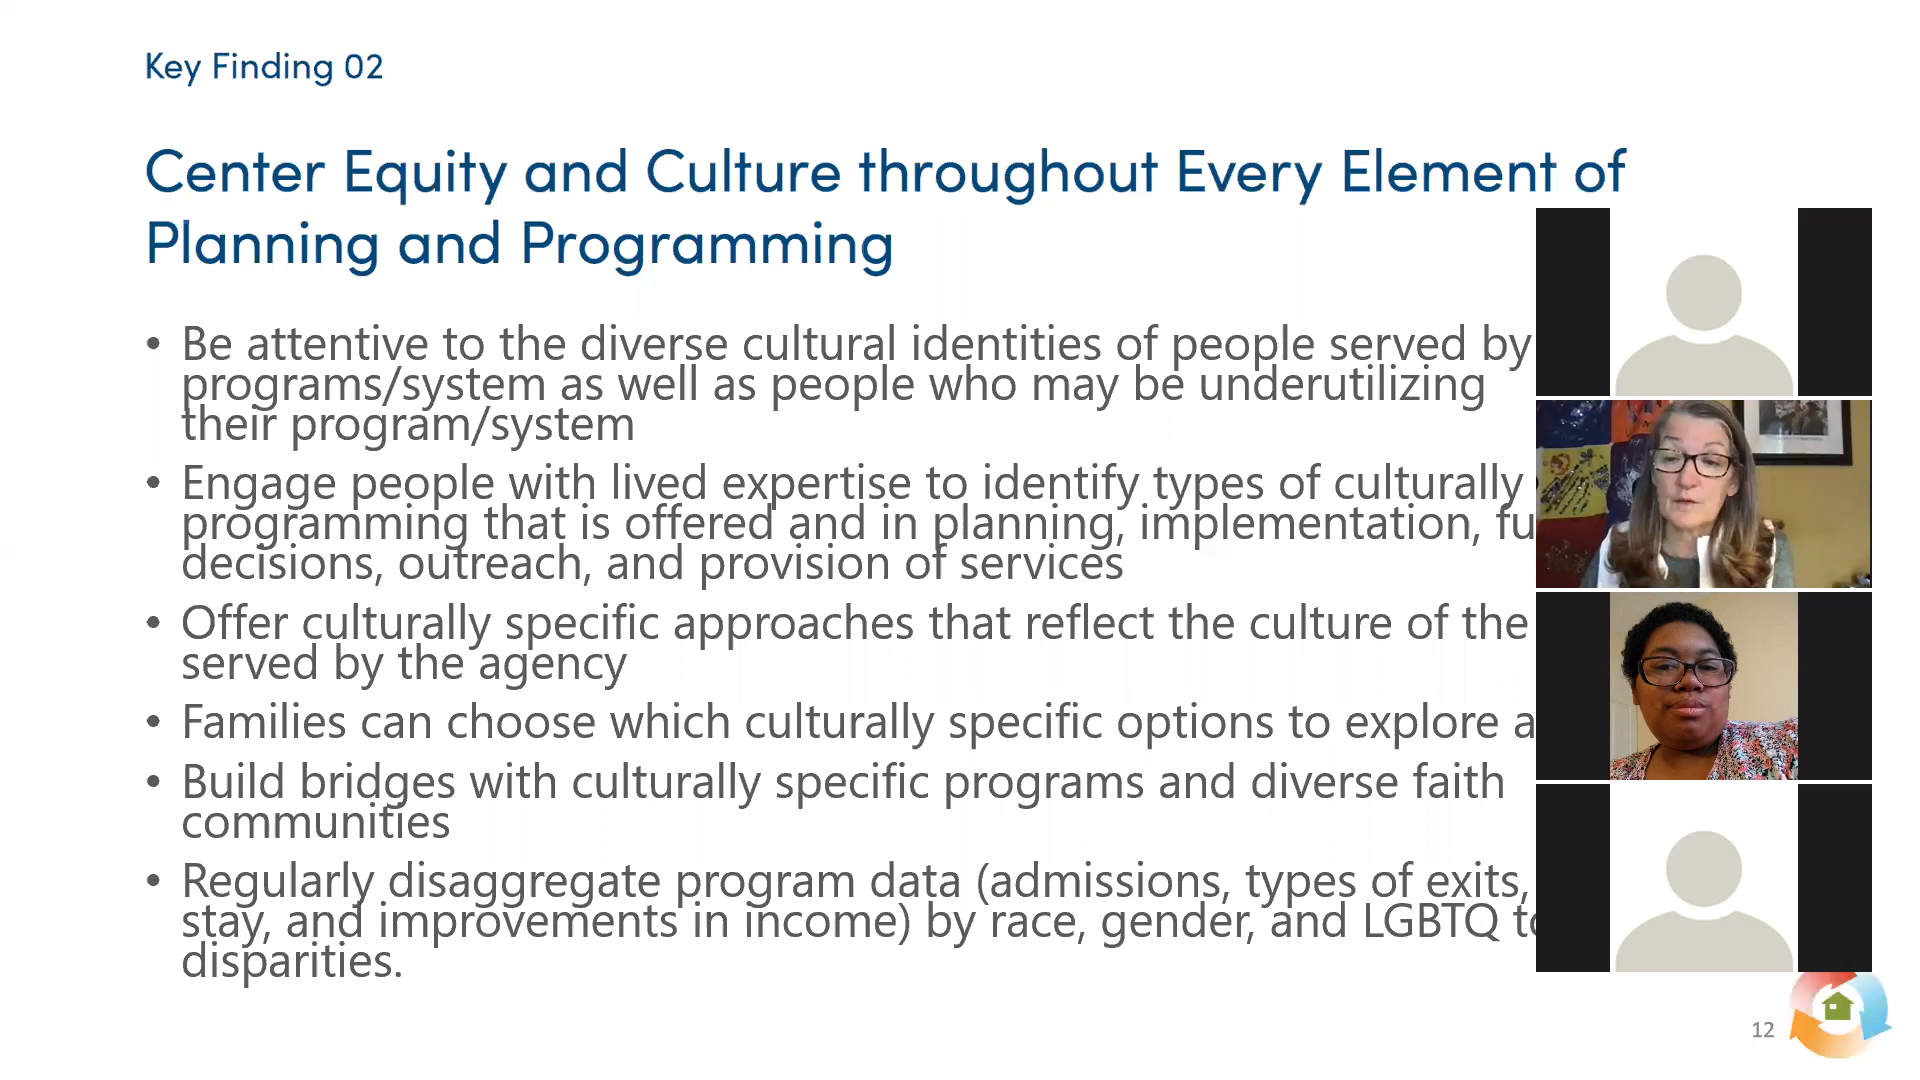 Key Finding 02
Center Equity and Culture throughout Every Element of
Planning and Programming
• Be attentive to the diverse cultural identities of people served by
programs/system as well as people who may be underutilizing
their program/system
• Engage people with lived expertise to identify types of culturally
programming that is offered and in planning, implementation, fu
decisions, outreach, and provision of services
• Offer culturally specific approaches that reflect the culture of the
served by the agency
• Families can choose which culturally specific options to explore a
• Build bridges with culturally specific programs and diverse faith
communities
• Regularly disaggregate program data (admissions, types of exits,
stay, and improvements in income) by race, gender, and LGBTQ to
disparities.
12